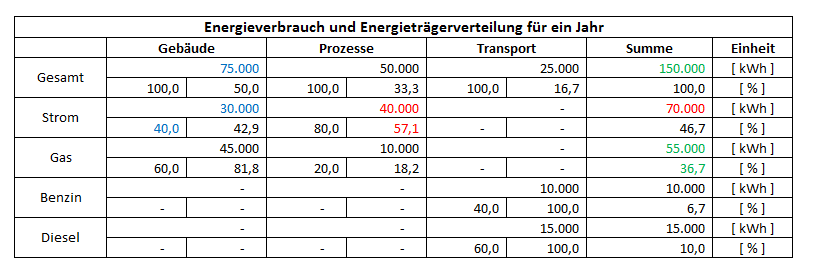 Energieverbrauch und Energieträgerverteilung für ein Jahr
Gebäude Prozesse Transport Summe Einheit
Gesamt 75.000 50.000 25.000 150.000 [ kWh ]
100,0 50,0 100,0 33,3 100,0 16,7 100,0 [ % ]
Strom 30.000 40.000 - 70.000 [ kWh ]
40,0 42,9 80,0 57,1 - - 46,7 [ % ]
Gas 45.000 10.000 - 55.000 [ kWh ]
60,0 81,8 20,0 18,2 - - 36,7 [ % ]
Benzin - - 10.000 10.000 [ kWh ]
- - - - 40,0 100,0 6,7 [ % ]
Diesel - - 15.000 15.000 [ kWh ]
- - - - 60,0 100,0 10,0 [ % ]